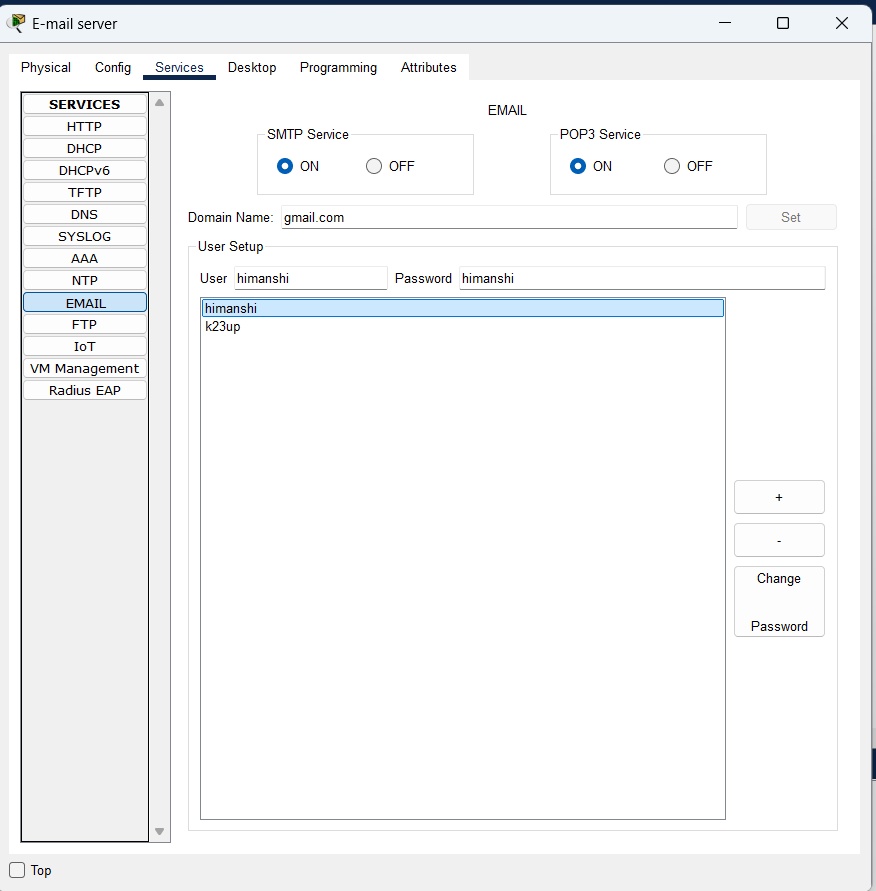 E-mail server
Physical Config Services Desktop Programming Attributes
SERVICES
HTTP
DHCP
DHCPv6
TFTP
DNS
SYSLOG
AAA
NTP
EMAIL
FTP
IoT
VM Management
Radius EAP
EMAIL
SMTP Service
ON OFF
POP3 Service
ON OFF
Domain Name: gmail.com Set
User Setup
User himanshi Password himanshi
himanshi
k23up
+
-
Change
Password
Top